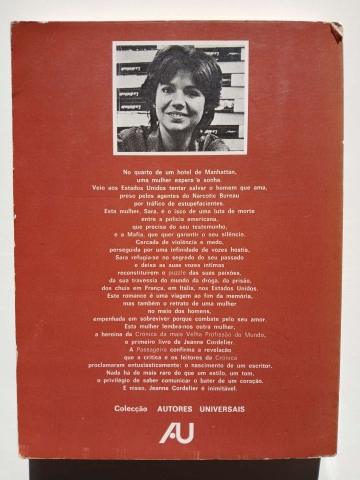 No quarto de um hotel de Manhattan,
uma mulher espera e sonha.
Veio aos Estados Unidos tentar salvar o homem que ama,
preso pelos agentes do Narcotic Bureau
por tráfico de estupefacientes.
Esta mulher, Sara, é o isco de uma luta de morte
entre a polícia americana,
que precisa do seu testemunho,
e a Mafia, que quer garantir o seu silêncio.
Cercada de violência e medo,
perseguida por uma infinidade de vozes hostis,
Sara refugia-se no segredo do seu passado
e deixa as suas vozes íntimas
reconstituírem o puzzle das suas paixões,
da sua travessia do mundo da droga, da prisão,
dos chuis em França, em Itália, nos Estados Unidos.
Este romance é uma viagem ao fim da memória,
mas também o retrato de uma mulher
no meio dos homens,
empenhada em sobreviver porque combate pelo seu amor.
Esta mulher lembra-nos outra mulher,
a heroína da Crónica da mais Velha Profissão do Mundo,
o primeiro livro de Jeanne Cordelier.
A Passageira confirma a revelação
que a crítica e os leitores da Crónica
proclamaram entusiasticamente: o nascimento de um escritor.
Nada há de mais raro do que um estilo, um tom,
o privilégio de saber comunicar o bater de um coração.
E nisso, Jeanne Cordelier é inimitável.
Colecção AUTORES UNIVERSAIS
AU